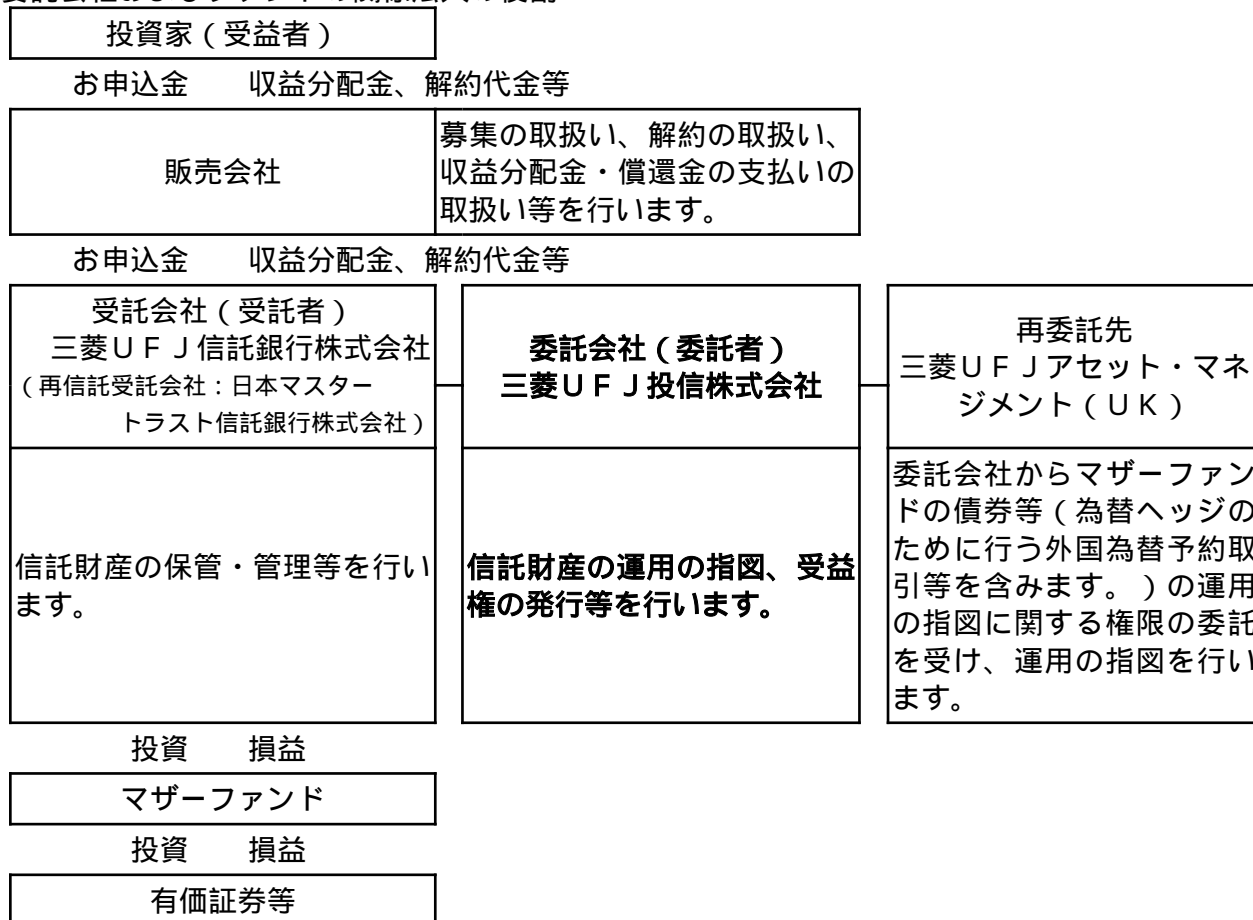 投資家（受益者）
お申込金　　収益分配金、解約代金等
販売会社
募集の取扱い、解約の取扱い、
収益分配金・償還金の支払いの
取扱い等を行います。
お申込金　　収益分配金、解約代金等
受託会社（受託者）
三菱ＵＦＪ信託銀行株式会社
（再信託受託会社：日本マスター
トラスト信託銀行株式会社）
委託会社（委託者）
三菱ＵＦＪ投信株式会社
再委託先
三菱ＵＦＪアセット・マネ
ジメント（ＵＫ）
信託財産の保管・管理等を行い
ます。
信託財産の運用の指図、受益
権の発行等を行います。
委託会社からマザーファン
ドの債券等（為替ヘッジの
ために行う外国為替予約取
引等を含みます。）の運用
の指図に関する権限の委託
を受け、運用の指図を行い
ます。
投資　　損益
マザーファンド
投資　　損益
有価証券等